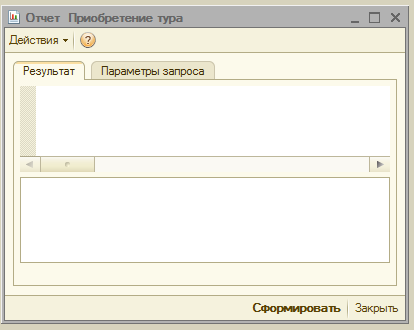 Отчет Приобретение тура
Действия ?
Результат Параметры запроса
Сформировать Закрыть